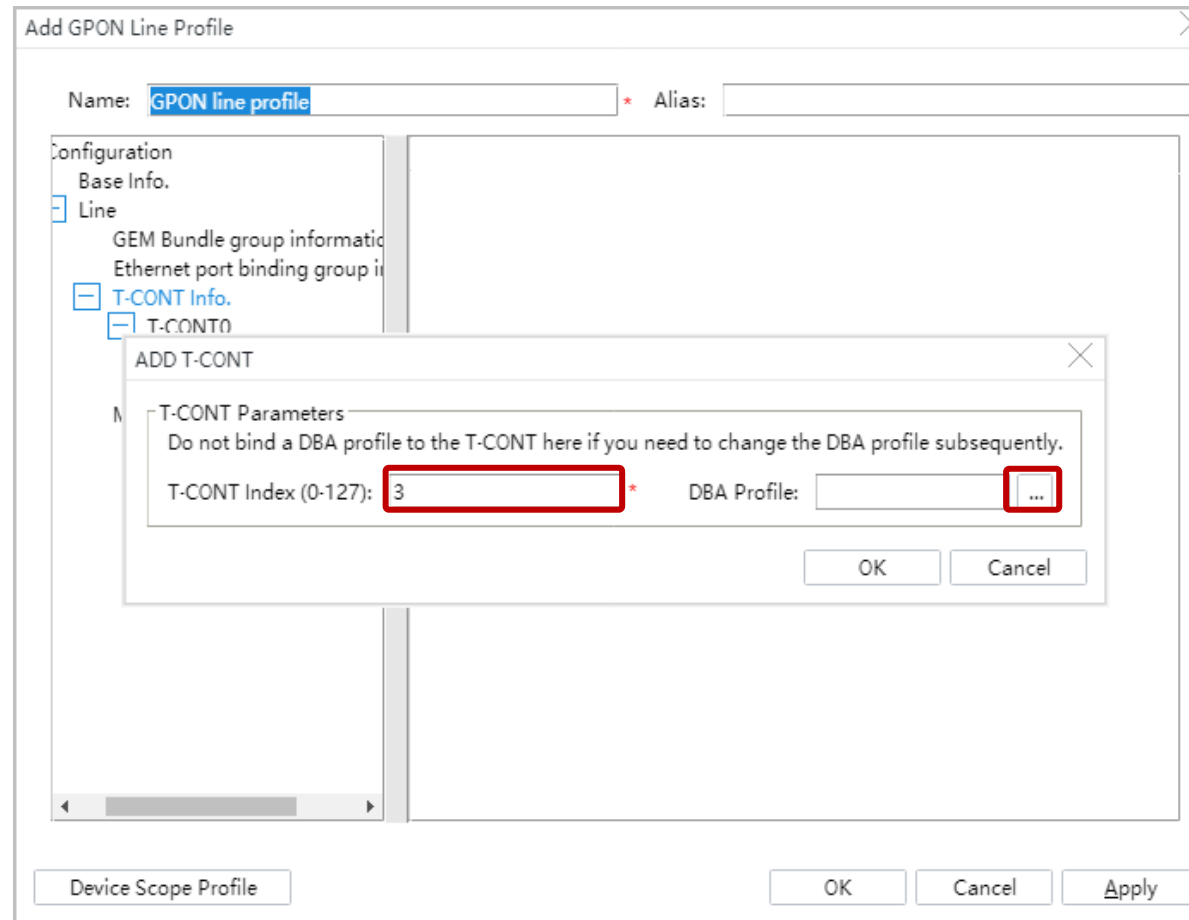 Add GPON Line Profile
Name: GPON line profile * Alias:
Configuration
Base Info.
Line
GEM Bundle group informatic
Ethernet port binding group i
T-CONT Info.
T-CONT0
ADD T-CONT
M
T-CONT Parameters
Do not bind a DBA profile to the T-CONT here if you need to change the DBA profile subsequently.
T-CONT Index (0-127): 3 * DBA Profile: ...
OK Cancel
Device Scope Profile OK Cancel Apply